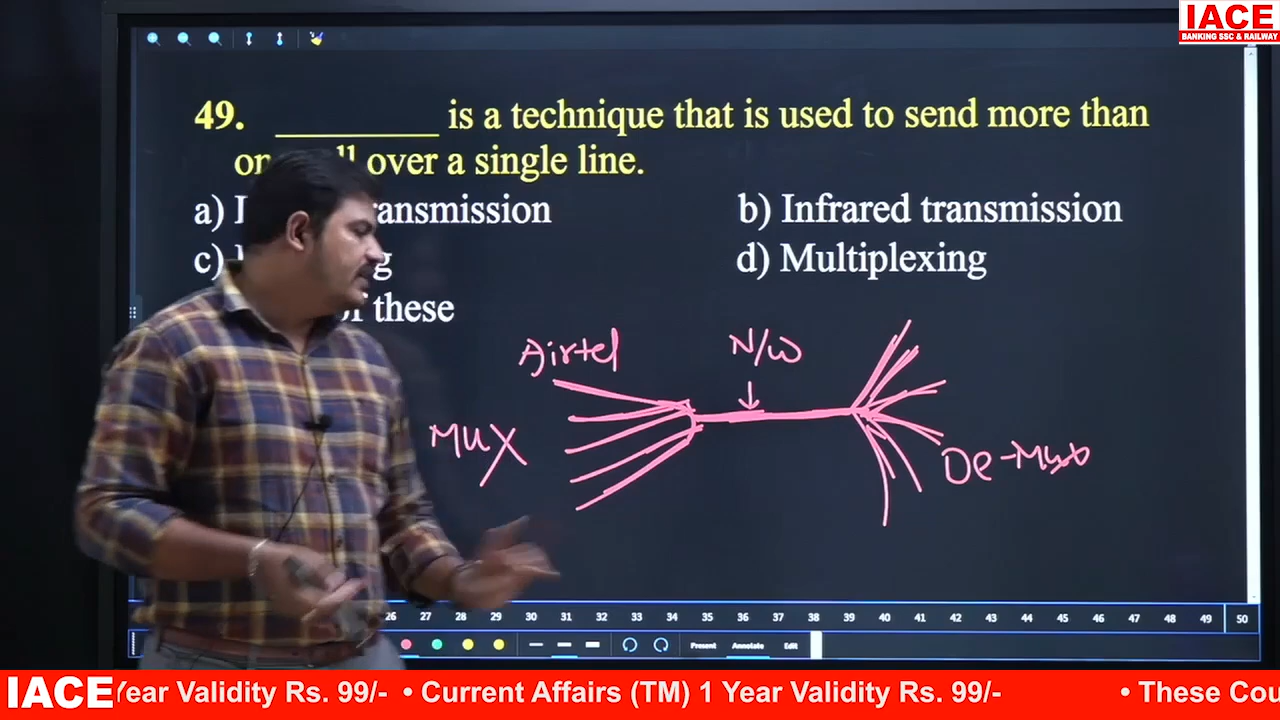 IACE
BANKING SSC & RAILWAY
49. ________ is a technique that is used to send more than
over a single line.
a) transmission
b) Infrared transmission
c)
d) Multiplexing
of these
Airtel
N/W
MUX
De-Mux
26 27 28 29 30 31 32 33 34 35 36 37 38 39 40 41 42 43 44 45 46 47 48 49 50
Present Annotate Edit
IACE Year Validity Rs. 99/- • Current Affairs (TM) 1 Year Validity Rs. 99/- • These Cou